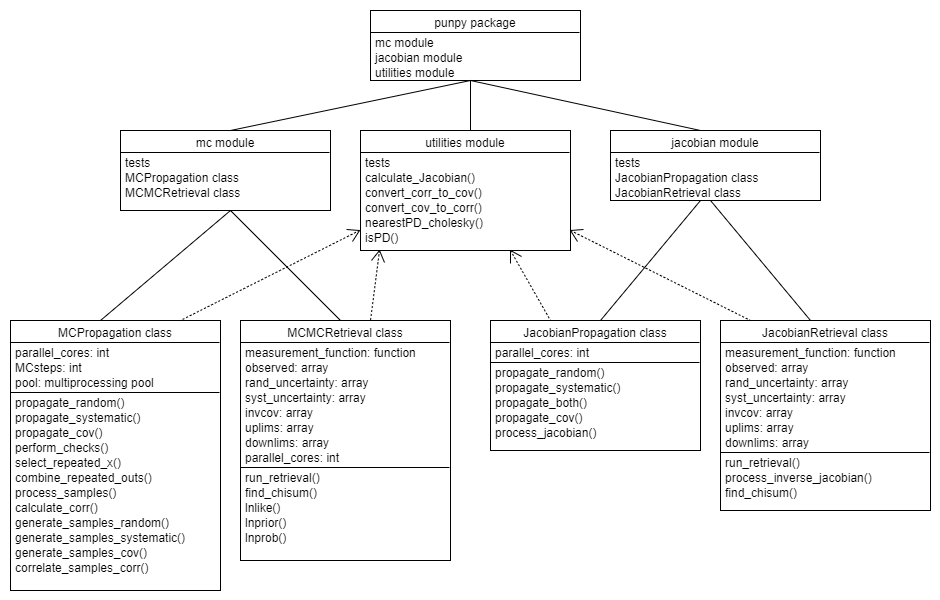 punpy package
mc module
jacobian module
utilities module
mc module
tests
MCPropagation class
MCMCRetrieval class
utilities module
tests
calculate_Jacobian()
convert_corr_to_cov()
convert_cov_to_corr()
nearestPD_cholesky()
isPD()
jacobian module
tests
JacobianPropagation class
JacobianRetrieval class
MCPropagation class
parallel_cores: int
MCsteps: int
pool: multiprocessing pool
propagate_random()
propagate_systematic()
propagate_cov()
perform_checks()
select_repeated_x()
combine_repeated_outs()
process_samples()
calculate_corr()
generate_samples_random()
generate_samples_systematic()
generate_samples_cov()
correlate_samples_corr()
MCMCRetrieval class
measurement_function: function
observed: array
rand_uncertainty: array
syst_uncertainty: array
invcov: array
uplims: array
downlims: array
parallel_cores: int
run_retrieval()
find_chisum()
lnlike()
lnprior()
lnprob()
JacobianPropagation class
parallel_cores: int
propagate_random()
propagate_systematic()
propagate_both()
propagate_cov()
process_jacobian()
JacobianRetrieval class
measurement_function: function
observed: array
rand_uncertainty: array
syst_uncertainty: array
invcov: array
uplims: array
downlims: array
run_retrieval()
process_inverse_jacobian()
find_chisum()